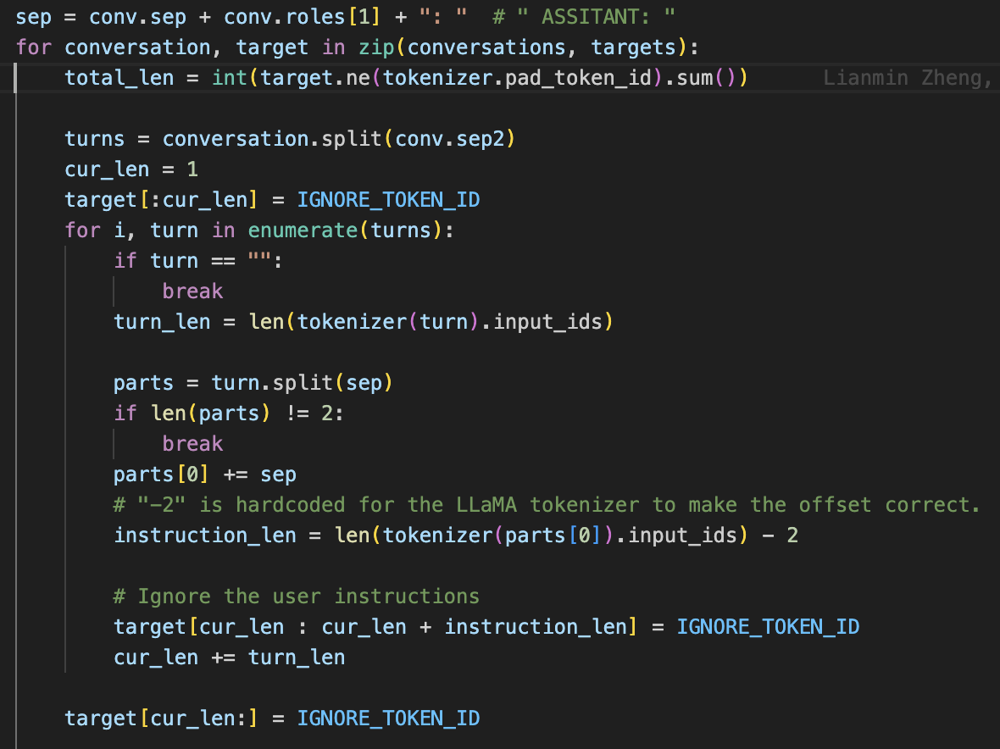 sep = conv.sep + conv.roles[1] + ": "  # " ASSITANT: "
for conversation, target in zip(conversations, targets):
    total_len = int(target.ne(tokenizer.pad_token_id).sum())      Lianmin Zheng,
    turns = conversation.split(conv.sep2)
    cur_len = 1
    target[:cur_len] = IGNORE_TOKEN_ID
    for i, turn in enumerate(turns):
        if turn == "":
            break
        turn_len = len(tokenizer(turn).input_ids)
        parts = turn.split(sep)
        if len(parts) != 2:
            break
        parts[0] += sep
        # "-2" is hardcoded for the LLaMA tokenizer to make the offset correct.
        instruction_len = len(tokenizer(parts[0]).input_ids) - 2
        # Ignore the user instructions
        target[cur_len : cur_len + instruction_len] = IGNORE_TOKEN_ID
        cur_len += turn_len
    target[cur_len:] = IGNORE_TOKEN_ID